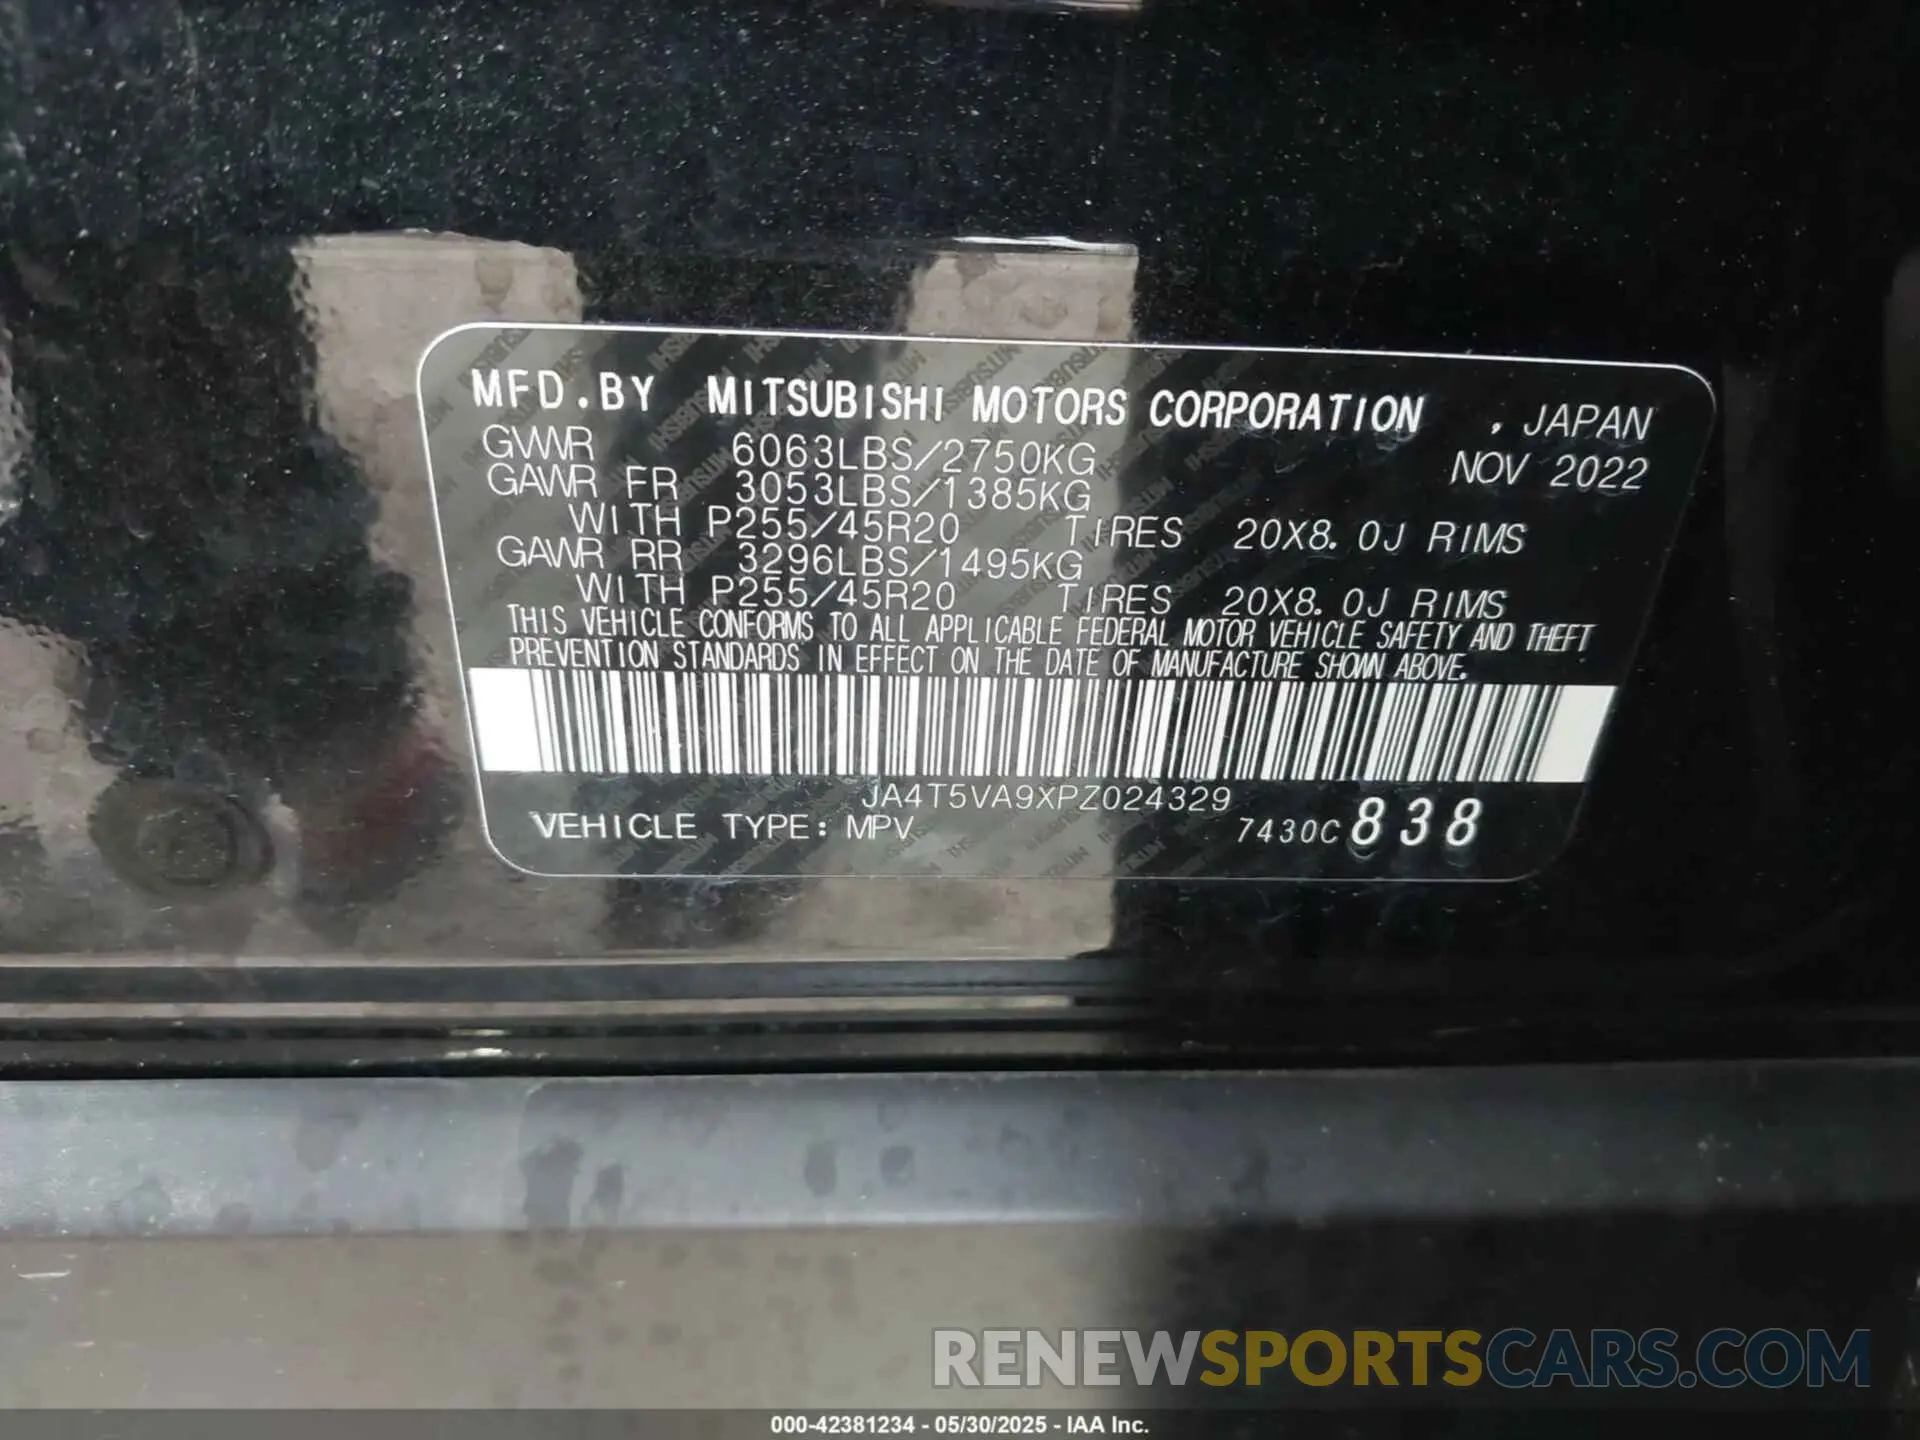 MFD.BY MITSUBISHI MOTORS CORPORATION , JAPAN
GVWR 6063LBS/2750KG NOV 2022
GAWR FR 3053LBS/1385KG
WITH P255/45R20 TIRES 20X8.0J RIMS
GAWR RR 3296LBS/1495KG
WITH P255/45R20 TIRES 20X8.0J RIMS
THIS VEHICLE CONFORMS TO ALL APPLICABLE FEDERAL MOTOR VEHICLE SAFETY AND THEFT
PREVENTION STANDARDS IN EFFECT ON THE DATE OF MANUFACTURE SHOWN ABOVE.
JA4T5VA9XPZ024329
VEHICLE TYPE: MPV 7430C 838
RENEWSPORTSCARS.COM
000-42381234 - 05/30/2025 - IAA Inc.